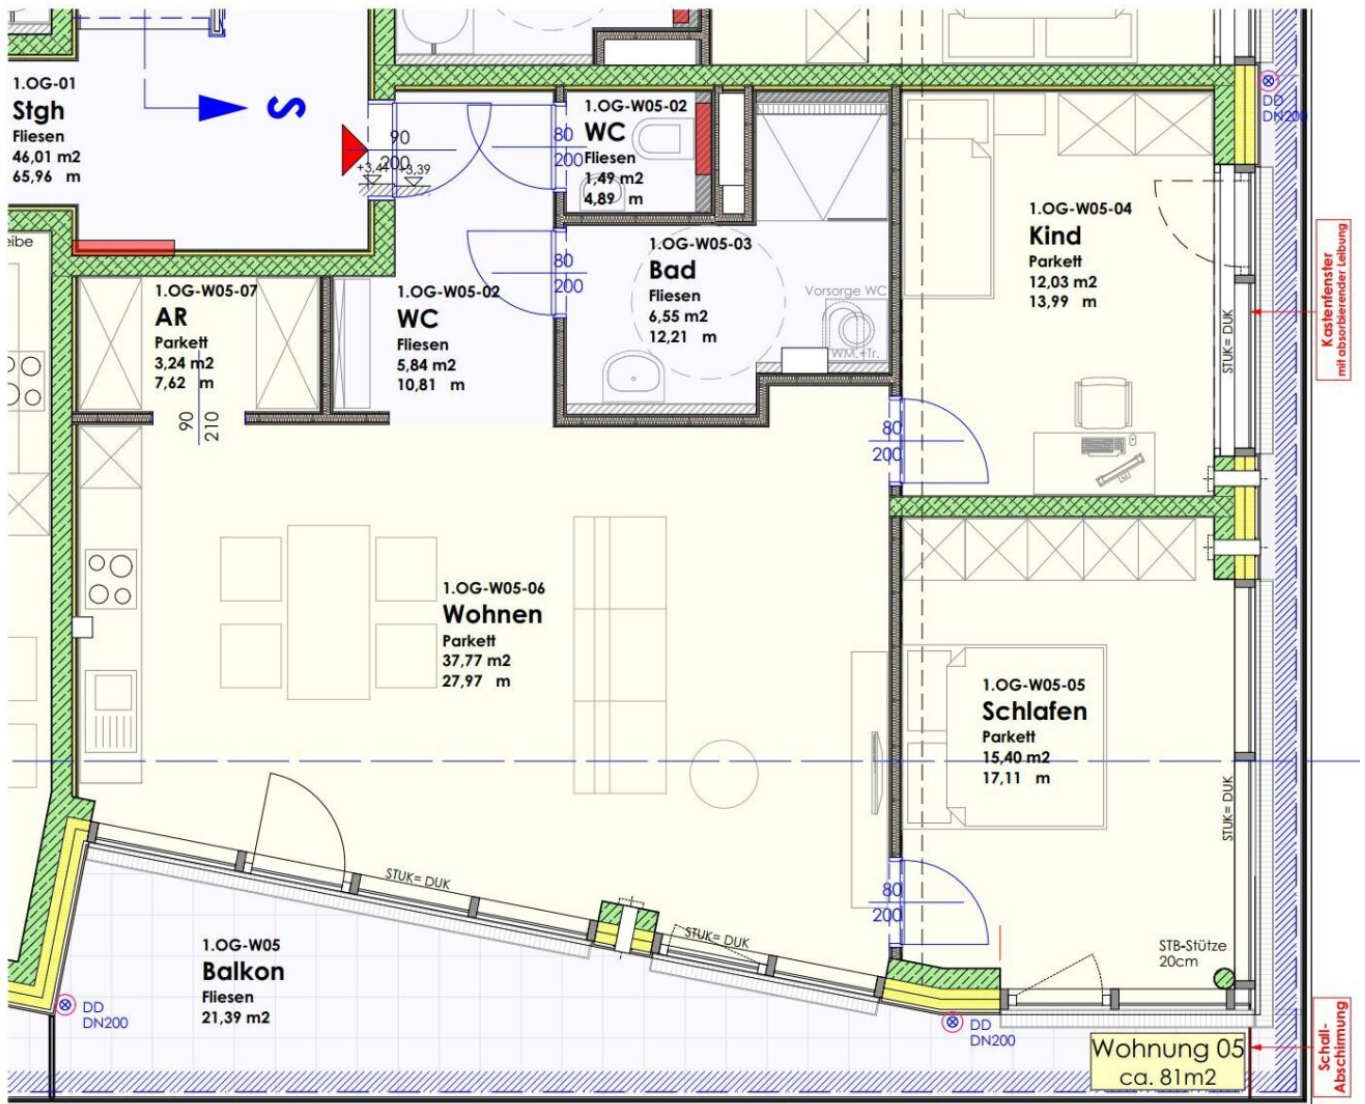 1.OG-01
Stgh
Fliesen
46,01 m2
65,96 m
S
90
200
+3,39
1.OG-W05-02
WC
Fliesen
1,49 m2
4,89 m
80
200
DD
DN200
eibe
1.OG-W05-07
AR
Parkett
3,24 m2
7,62 m
90
210
1.OG-W05-02
WC
Fliesen
5,84 m2
10,81 m
80
200
1.OG-W05-03
Bad
Fliesen
6,55 m2
12,21 m
Vorsorge WC
WM.+Tr.
1.OG-W05-04
Kind
Parkett
12,03 m2
13,99 m
STUK= DUK
Kastenfenster
mit absorbierender Leibung
80
200
1.OG-W05-06
Wohnen
Parkett
37,77 m2
27,97 m
1.OG-W05-05
Schlafen
Parkett
15,40 m2
17,11 m
STUK= DUK
STUK= DUK
STUK= DUK
80
200
STB-Stütze
20cm
1.OG-W05
Balkon
Fliesen
21,39 m2
DD
DN200
DD
DN200
Wohnung 05
ca. 81m2
Schall-
Abschirmung